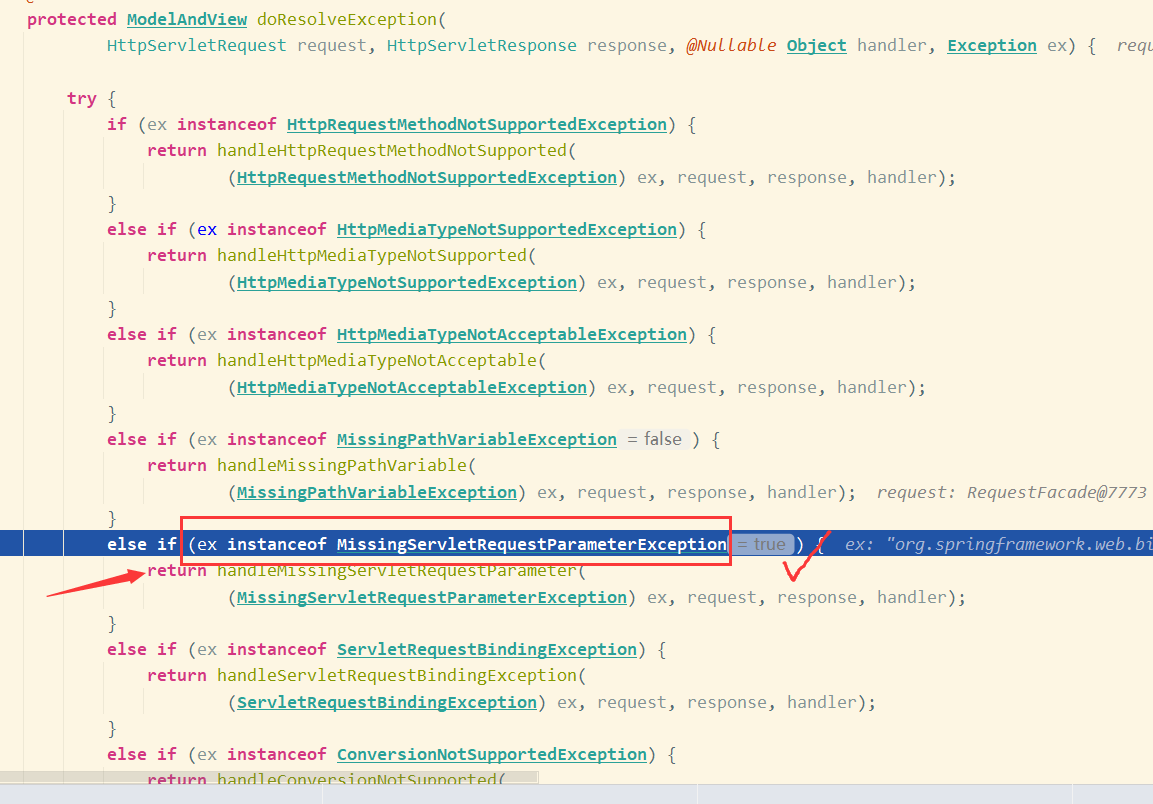 protected ModelAndView doResolveException(
HttpServletRequest request, HttpServletResponse response, @Nullable Object handler, Exception ex) { requ
try {
if (ex instanceof HttpRequestMethodNotSupportedException) {
return handleHttpRequestMethodNotSupported(
(HttpRequestMethodNotSupportedException) ex, request, response, handler);
}
else if (ex instanceof HttpMediaTypeNotSupportedException) {
return handleHttpMediaTypeNotSupported(
(HttpMediaTypeNotSupportedException) ex, request, response, handler);
}
else if (ex instanceof HttpMediaTypeNotAcceptableException) {
return handleHttpMediaTypeNotAcceptable(
(HttpMediaTypeNotAcceptableException) ex, request, response, handler);
}
else if (ex instanceof MissingPathVariableException = false ) {
return handleMissingPathVariable(
(MissingPathVariableException) ex, request, response, handler); request: RequestFacade@7773
}
else if (ex instanceof MissingServletRequestParameterException = true ) { ex: "org.springframework.web.bi
return handleMissingServletRequestParameter(
(MissingServletRequestParameterException) ex, request, response, handler);
}
else if (ex instanceof ServletRequestBindingException) {
return handleServletRequestBindingException(
(ServletRequestBindingException) ex, request, response, handler);
}
else if (ex instanceof ConversionNotSupportedException) {
return handleConversionNotSupported(